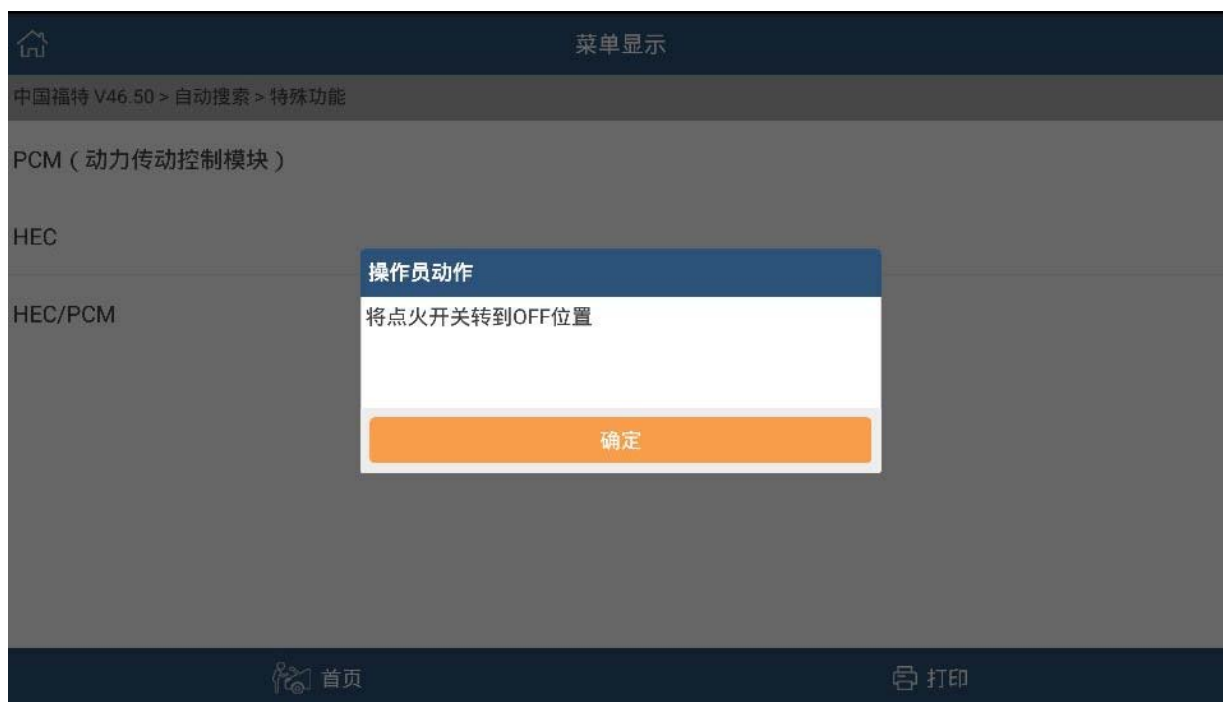 菜单显示
中国福特 V46.50 > 自动搜索 > 特殊功能
PCM（动力传动控制模块）
HEC
操作员动作
HEC/PCM
将点火开关转到OFF位置
确定
首页
打印